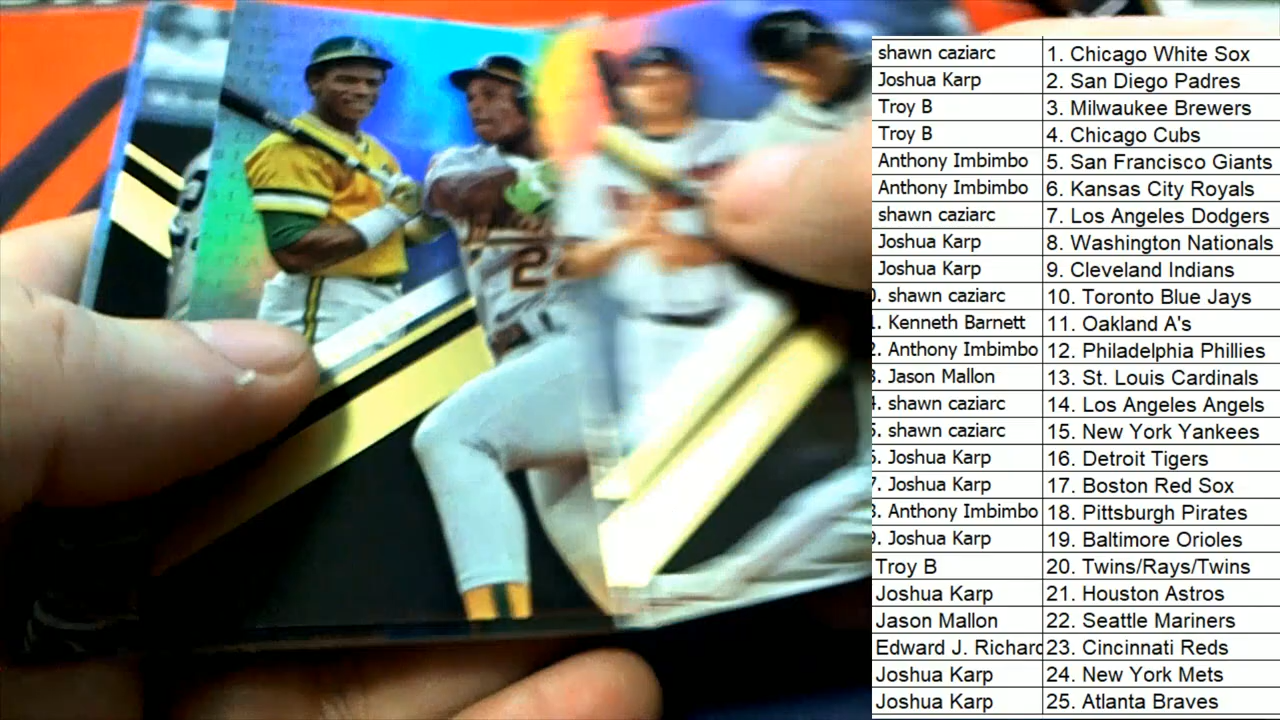 shawn caziarc 1. Chicago White Sox
Joshua Karp 2. San Diego Padres
Troy B 3. Milwaukee Brewers
Troy B 4. Chicago Cubs
Anthony Imbimbo 5. San Francisco Giants
Anthony Imbimbo 6. Kansas City Royals
shawn caziarc 7. Los Angeles Dodgers
Joshua Karp 8. Washington Nationals
Joshua Karp 9. Cleveland Indians
. shawn caziarc 10. Toronto Blue Jays
. Kenneth Barnett 11. Oakland A's
2. Anthony Imbimbo 12. Philadelphia Phillies
. Jason Mallon 13. St. Louis Cardinals
. shawn caziarc 14. Los Angeles Angels
. shawn caziarc 15. New York Yankees
. Joshua Karp 16. Detroit Tigers
. Joshua Karp 17. Boston Red Sox
. Anthony Imbimbo 18. Pittsburgh Pirates
. Joshua Karp 19. Baltimore Orioles
Troy B 20. Twins/Rays/Twins
Joshua Karp 21. Houston Astros
Jason Mallon 22. Seattle Mariners
Edward J. Richard 23. Cincinnati Reds
Joshua Karp 24. New York Mets
Joshua Karp 25. Atlanta Braves
2